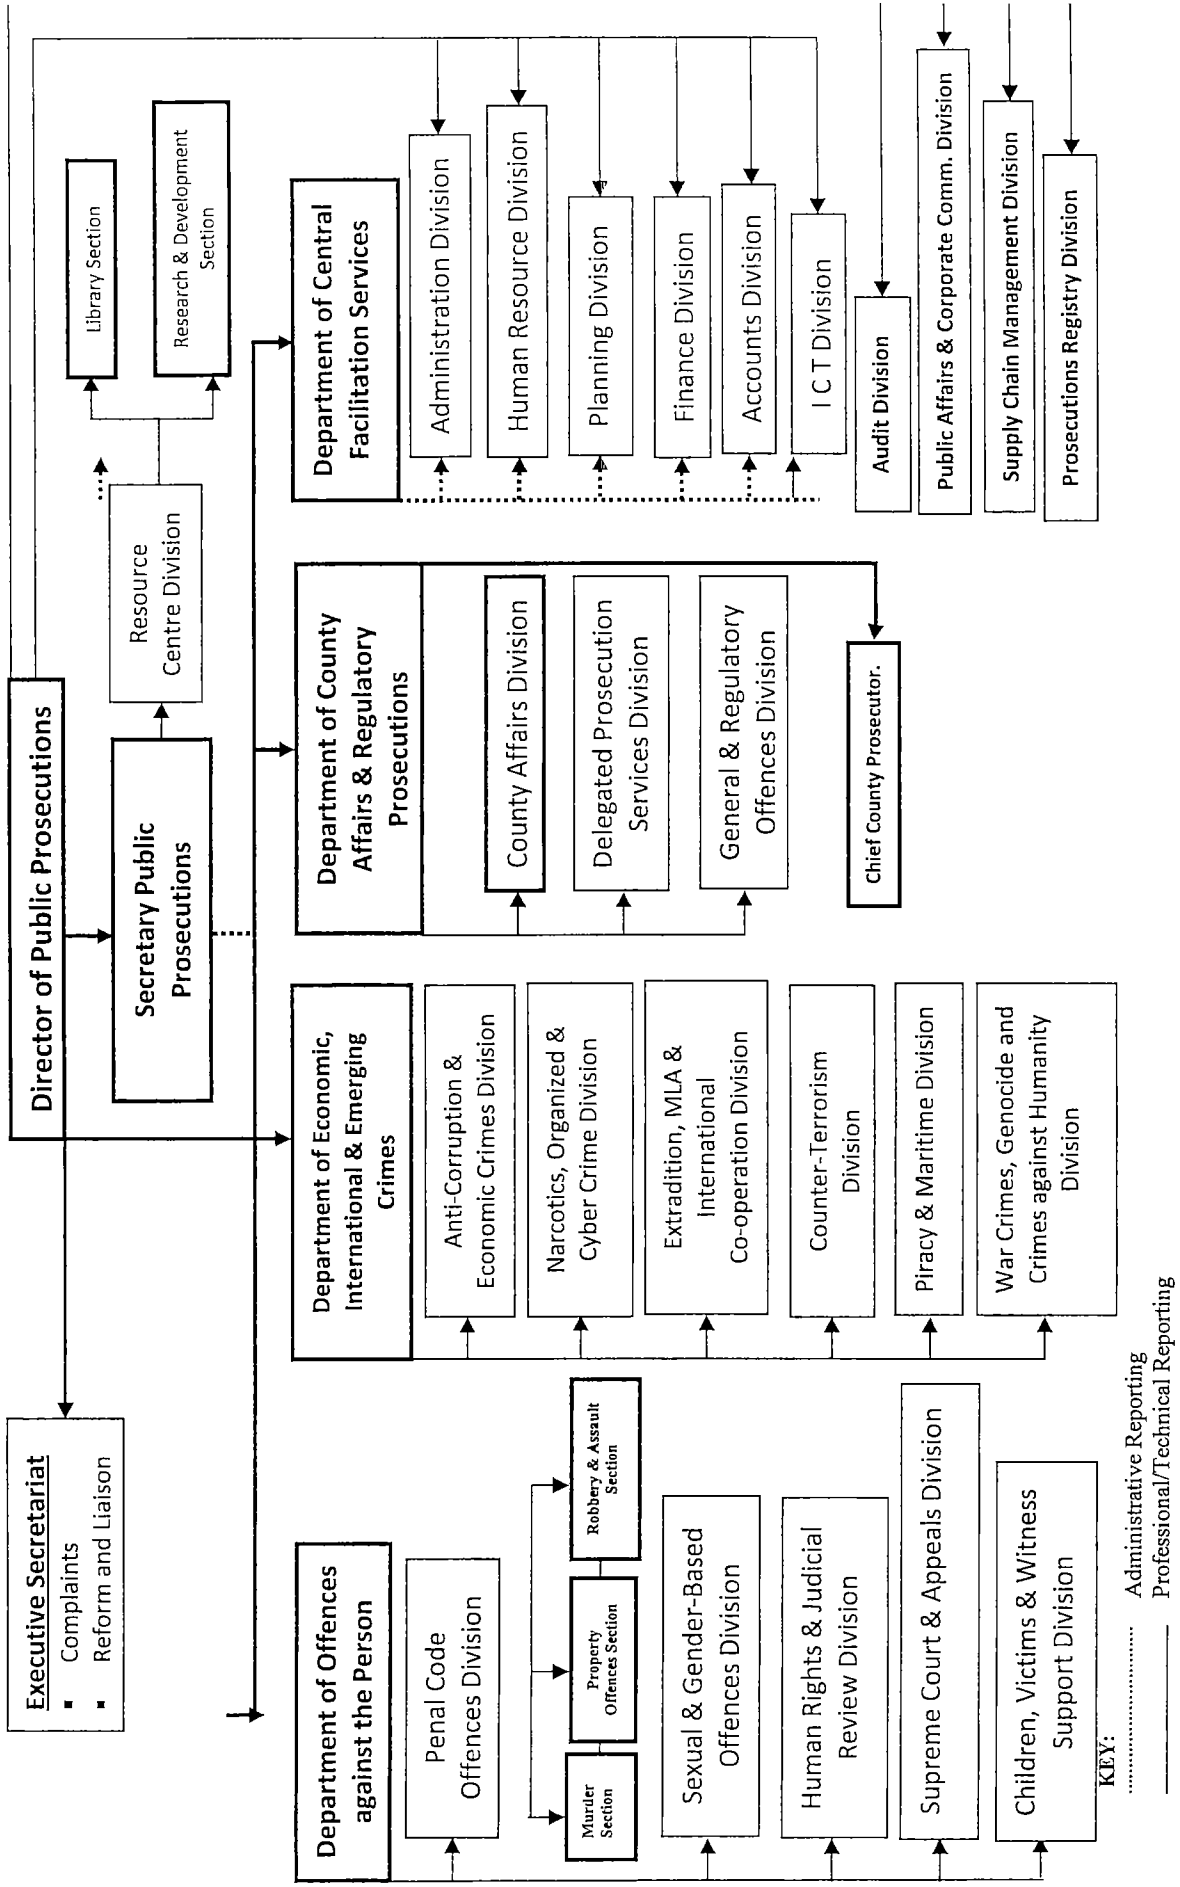 Director of Public Prosecutions
Executive Secretariat
▪ Complaints
▪ Reform and Liaison
Secretary Public
Prosecutions
Resource
Centre Division
Library Section
Research & Development
Section
Department of Offences
against the Person
Penal Code
Offences Division
Murder
Section
Property
Offences Section
Robbery & Assault
Section
Sexual & Gender-Based
Offences Division
Human Rights & Judicial
Review Division
Supreme Court & Appeals Division
Children, Victims & Witness
Support Division
Department of Economic,
International & Emerging
Crimes
Anti-Corruption &
Economic Crimes Division
Narcotics, Organized &
Cyber Crime Division
Extradition, MLA &
International
Co-operation Division
Counter-Terrorism
Division
Piracy & Maritime Division
War Crimes, Genocide and
Crimes against Humanity
Division
Department of County
Affairs & Regulatory
Prosecutions
County Affairs Division
Delegated Prosecution
Services Division
General & Regulatory
Offences Division
Chief County Prosecutor.
Department of Central
Facilitation Services
Administration Division
Human Resource Division
Planning Division
Finance Division
Accounts Division
I C T Division
Audit Division
Public Affairs & Corporate Comm. Division
Supply Chain Management Division
Prosecutions Registry Division
KEY:
Administrative Reporting
Professional/Technical Reporting